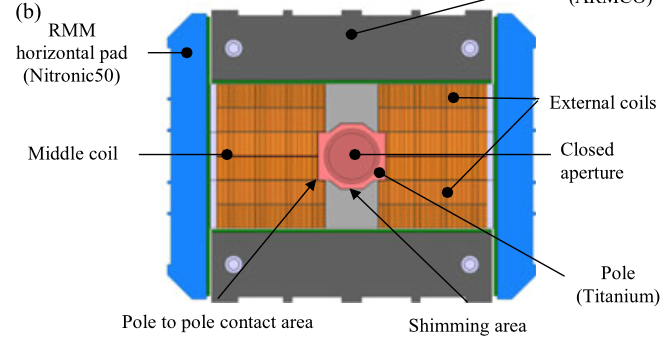 (ARMCO)
(b)
RMM
horizontal pad
(Nitronic50)
External coils
Middle coil
Closed
aperture
Pole
(Titanium)
Pole to pole contact area
Shimming area